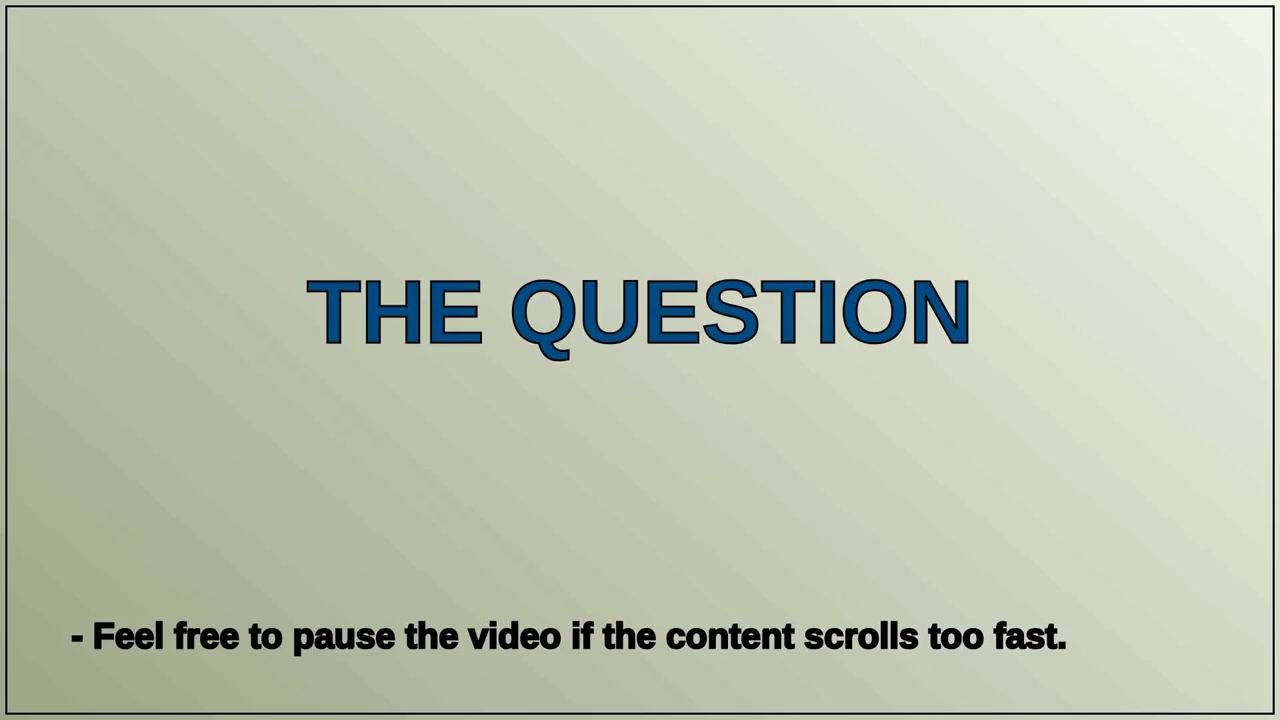 THE QUESTION
- Feel free to pause the video if the content scrolls too fast.